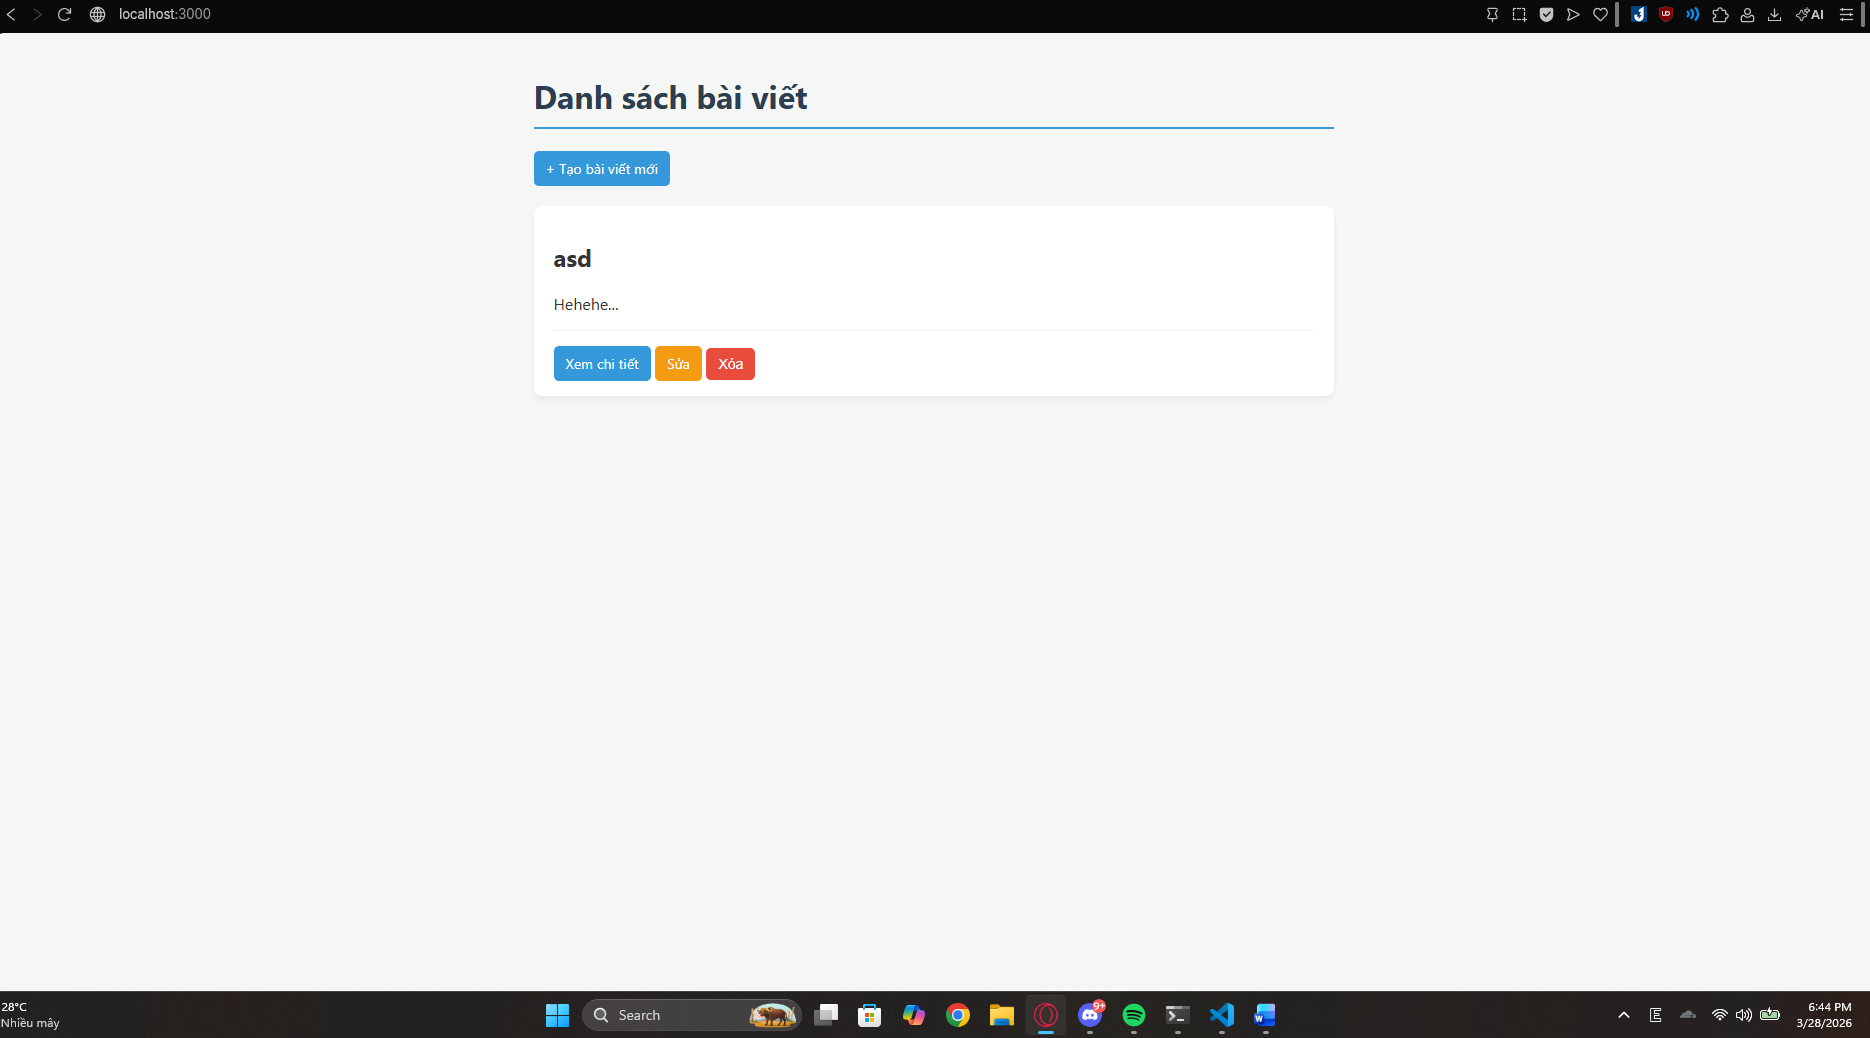 localhost:3000
AI
Danh sách bài viết
+ Tạo bài viết mới
asd
Hehehe...
Xem chi tiết
Sửa
Xóa
28°C
Nhiều mây
Search
9+
E
6:44 PM
3/28/2026